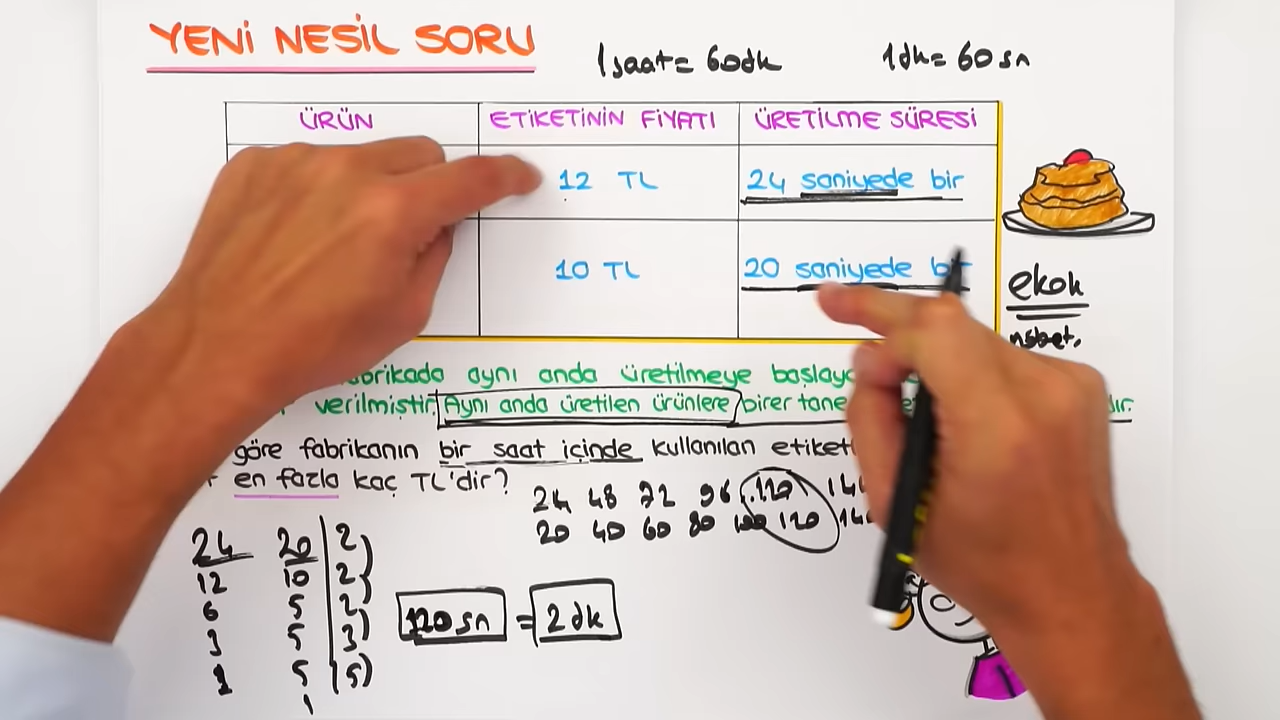 YENİ NESİL SORU
1 saat = 60 dk
1 dk = 60 sn
ÜRÜN
ETİKETİNİN FİYATI
ÜRETİLME SÜRESİ
12 TL
24 saniyede bir
10 TL
20 saniyede bir
ekok
aynı anda üretilmeye
verilmiştir. Aynı anda üretilen ürünlere birer tane
göre fabrikanın bir saat içinde kullanılan
en fazla kaç TL'dir?
24 48 72 96 120
20 40 60 80 100 120
24 20 2
12 10 2
6 5 2
3 5 3
1 5 5
1
120 sn = 2 dk